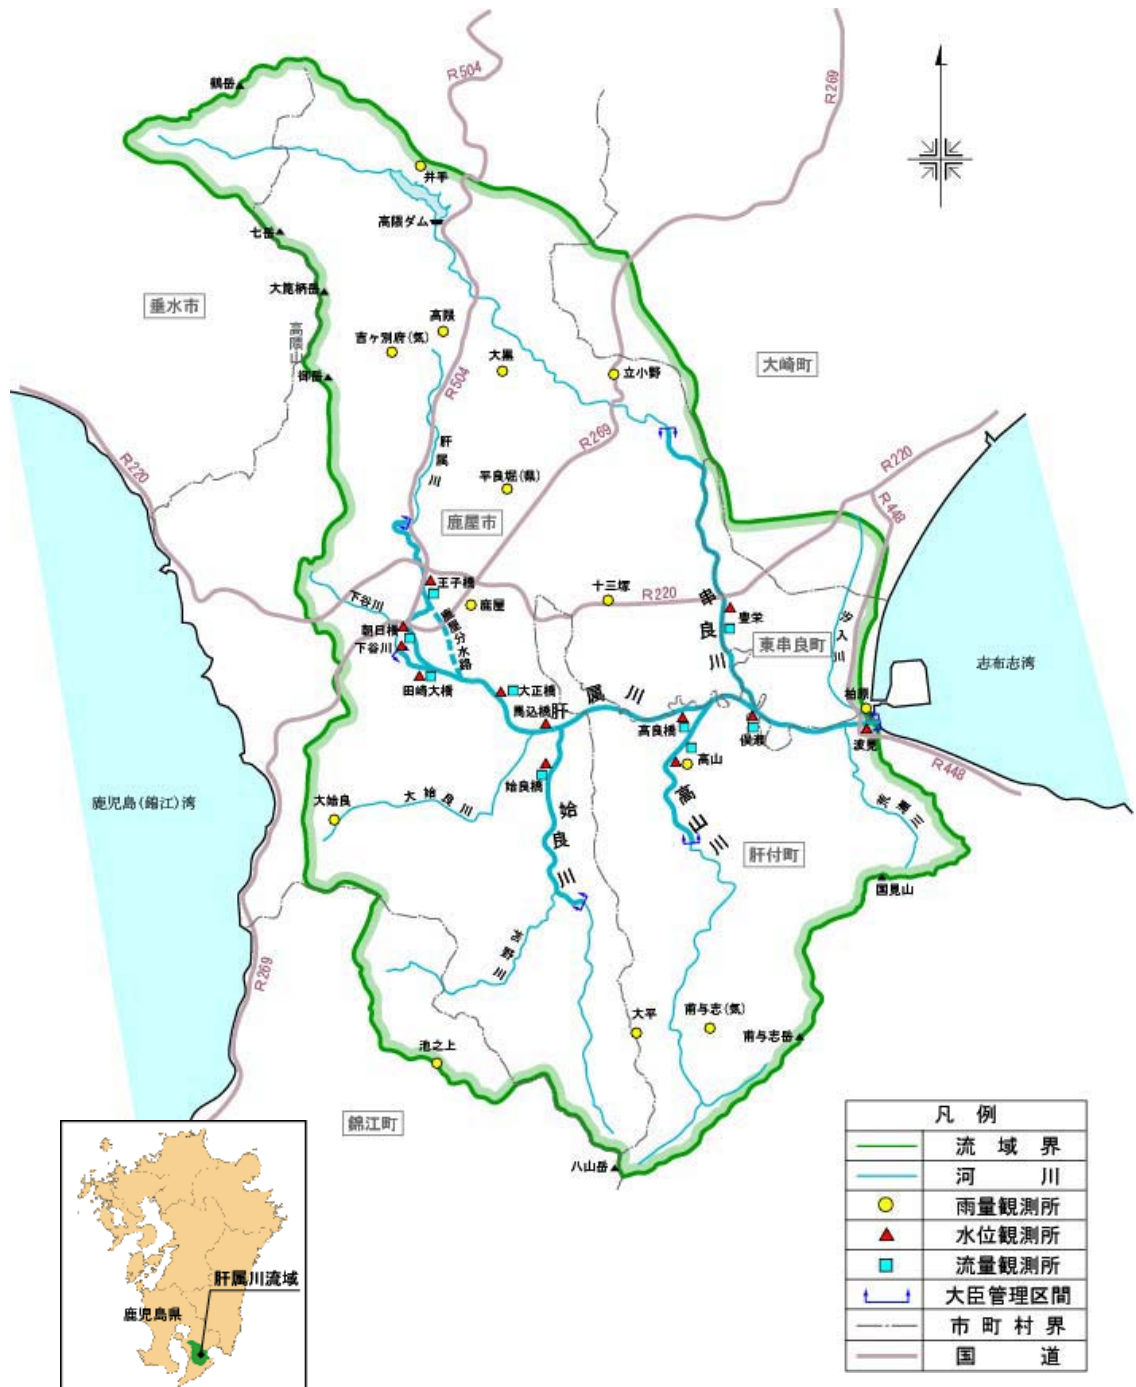 鶴岳
R504
R269
井手
高隈ダム
七岳
大箆柄岳
垂水市
高隈山
高隈
吉ヶ別府(気)
大黒
立小野
大崎町
御岳
R504
R269
肝属川
R220
R220
平良堀(県)
R448
鹿屋市
王子橋
十三塚
R220
鹿屋
下谷川
串良川
豊栄
汐入川
朝日橋
鹿屋分水路
下谷川
東串良町
志布志湾
田崎大橋
大正橋
肝属川
柏原
馬込橋
高良橋
俣瀬
波見
高山
R448
姶良橋
鹿児島(錦江)湾
大姶良
大姶良川
姶良川
高山川
肝付町
国見山
R269
大平
甫与志(気)
甫与志岳
池之上
錦江町
八山岳
凡例
流域界
河川
雨量観測所
水位観測所
流量観測所
大臣管理区間
市町村界
国道
肝属川流域
鹿児島県